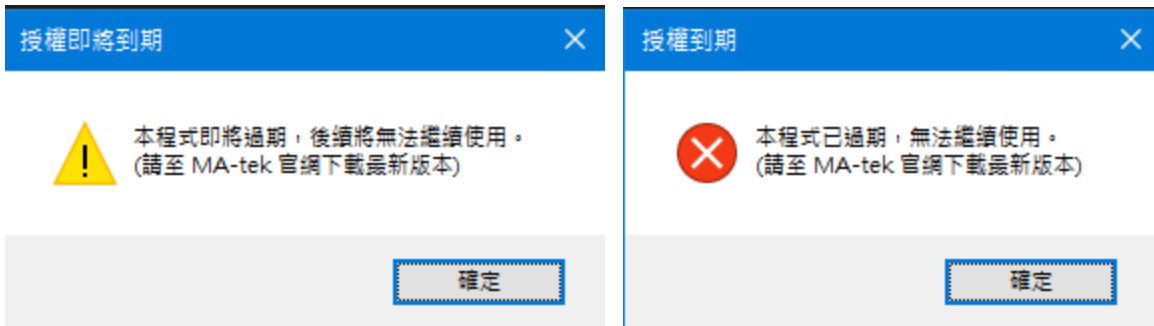 授權即將到期
本程式即將過期，後續將無法繼續使用。
(請至 MA-tek 官網下載最新版本)
確定
授權到期
本程式已過期，無法繼續使用。
(請至 MA-tek 官網下載最新版本)
確定